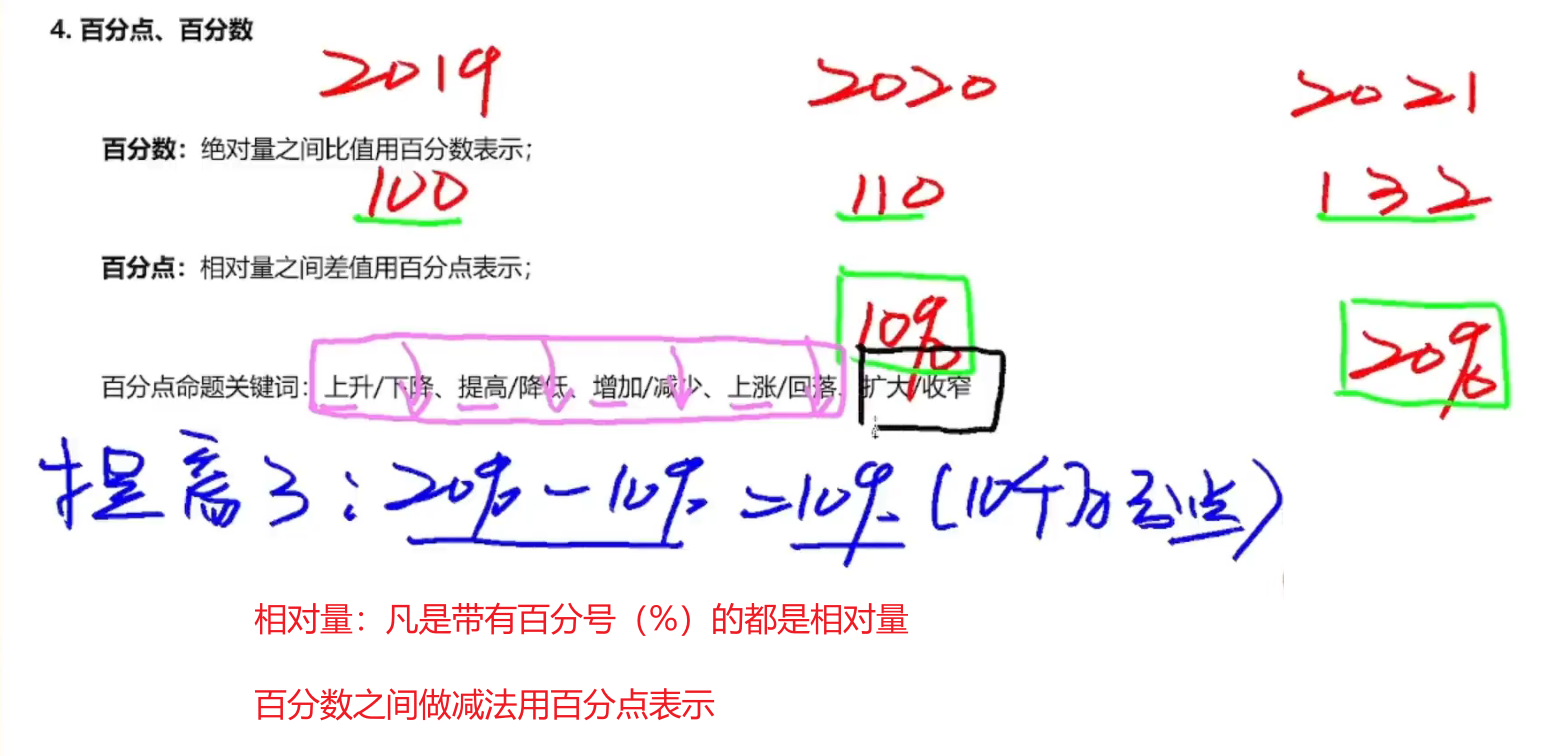 4. 百分点、百分数
2019 2020 2021
百分数：绝对量之间比值用百分数表示；
100 110 132
百分点：相对量之间差值用百分点表示；
10% 20%
百分点命题关键词：上升/下降、提高/降低、增加/减少、上涨/回落、扩大/收窄
提高了：20%-10%=10%（10个百分点）
相对量：凡是带有百分号（%）的都是相对量
百分数之间做减法用百分点表示